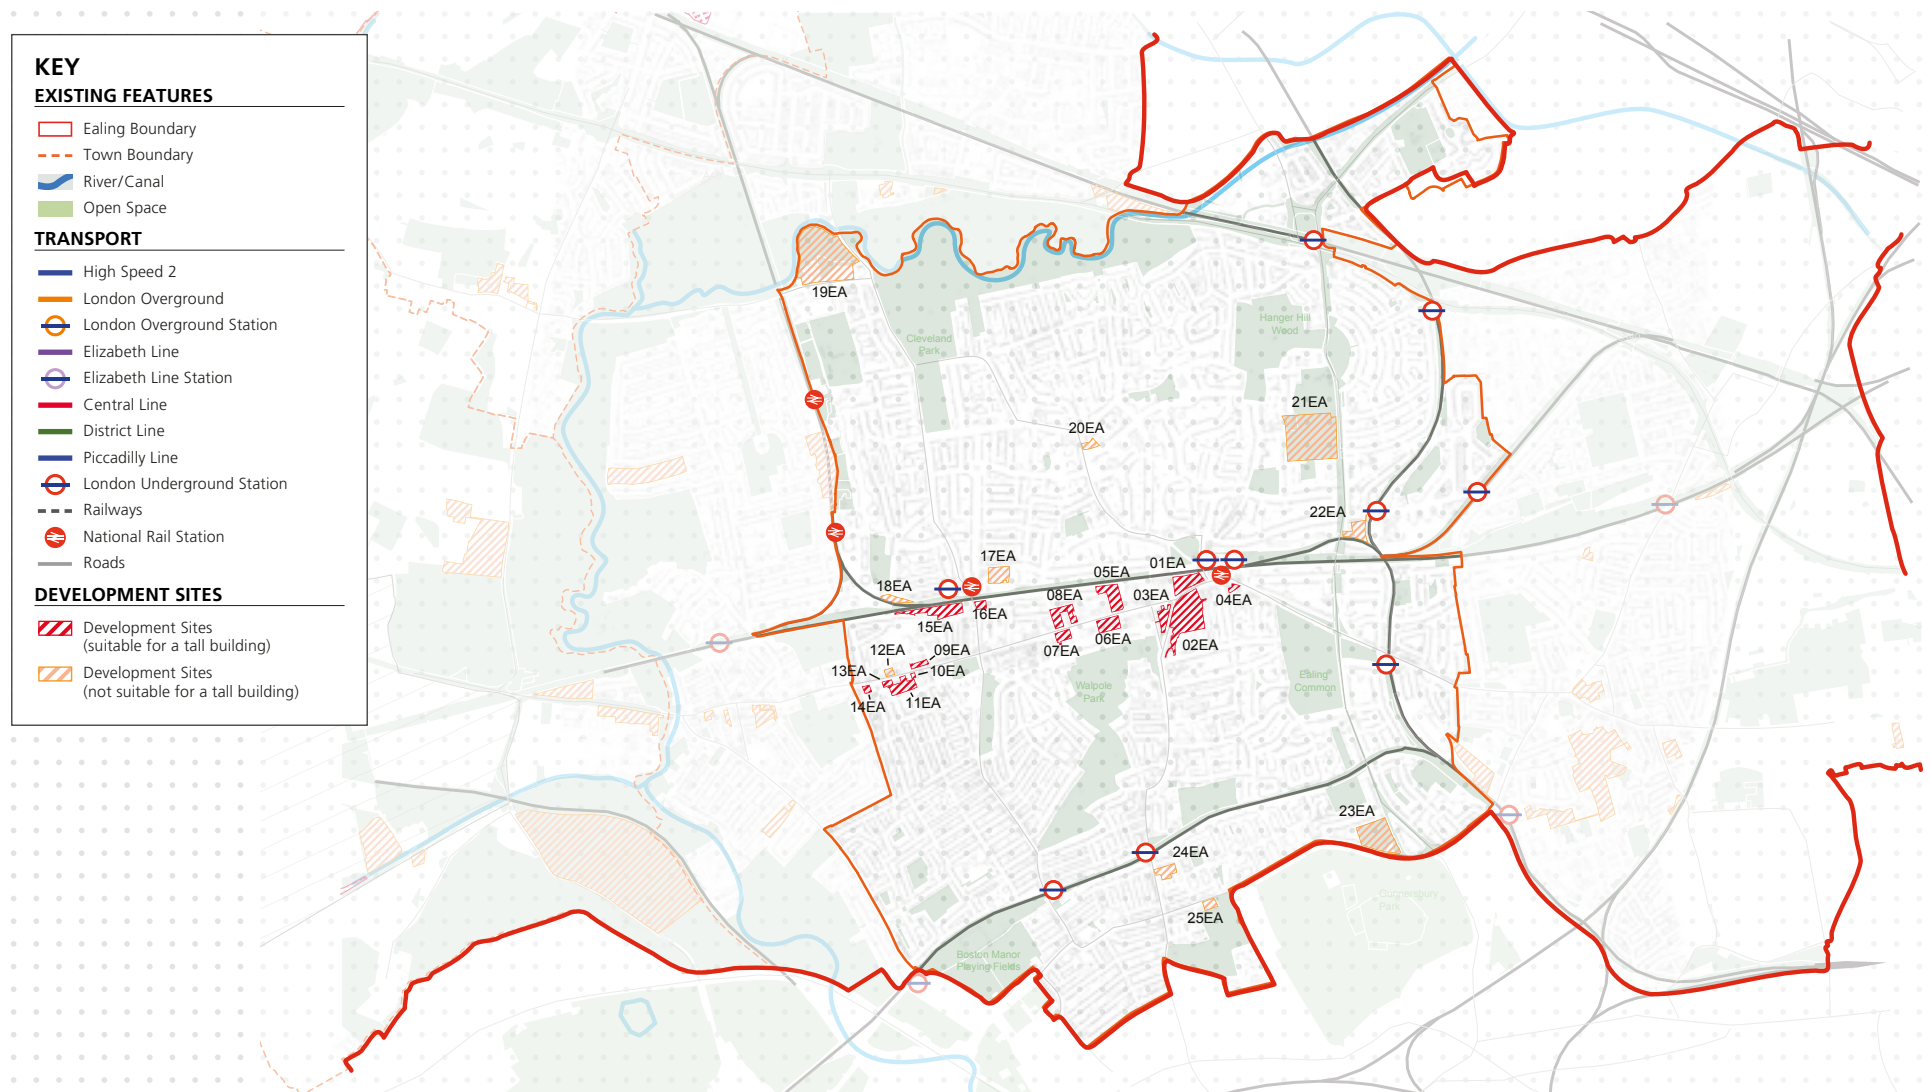 KEY
EXISTING FEATURES
Ealing Boundary
Town Boundary
River/Canal
Open Space
TRANSPORT
High Speed 2
London Overground
London Overground Station
Elizabeth Line
Elizabeth Line Station
Central Line
District Line
Piccadilly Line
London Underground Station
Railways
National Rail Station
Roads
DEVELOPMENT SITES
Development Sites
(suitable for a tall building)
Development Sites
(not suitable for a tall building)
19EA
Cleveland
Park
Hanger Hill
Wood
21EA
20EA
22EA
17EA
01EA
05EA
18EA
08EA
03EA
04EA
16EA
15EA
06EA
02EA
07EA
12EA
09EA
13EA
10EA
14EA
11EA
Walpole
Park
Ealing
Common
23EA
24EA
25EA
Gunnersbury
Park
Boston Manor
Playing Fields